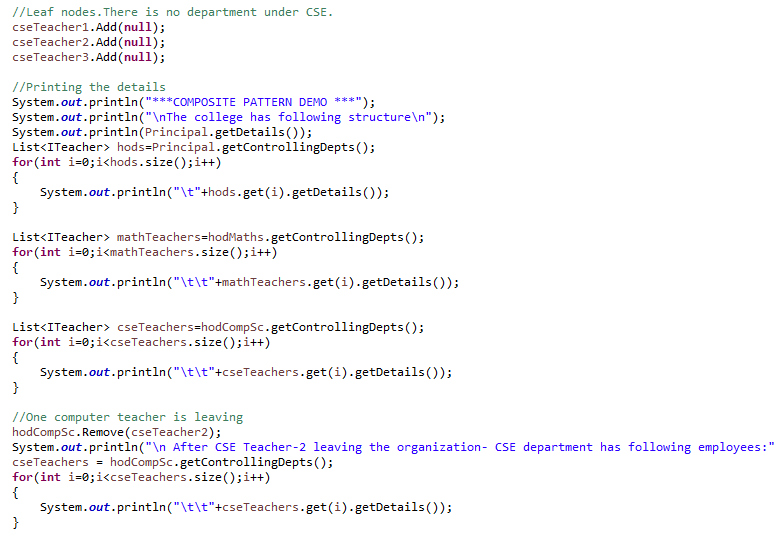 //Leaf nodes.There is no department under CSE.
cseTeacher1.Add(null);
cseTeacher2.Add(null);
cseTeacher3.Add(null);

//Printing the details
System.out.println("***COMPOSITE PATTERN DEMO ***");
System.out.println("\nThe college has following structure\n");
System.out.println(Principal.getDetails());
List<ITeacher> hods=Principal.getControllingDepts();
for(int i=0;i<hods.size();i++)
{
    System.out.println("\t"+hods.get(i).getDetails());
}

List<ITeacher> mathTeachers=hodMaths.getControllingDepts();
for(int i=0;i<mathTeachers.size();i++)
{
    System.out.println("\t\t"+mathTeachers.get(i).getDetails());
}

List<ITeacher> cseTeachers=hodCompSc.getControllingDepts();
for(int i=0;i<cseTeachers.size();i++)
{
    System.out.println("\t\t"+cseTeachers.get(i).getDetails());
}

//One computer teacher is leaving
hodCompSc.Remove(cseTeacher2);
System.out.println("\n After CSE Teacher-2 leaving the organization- CSE department has following employees:"
cseTeachers = hodCompSc.getControllingDepts();
for(int i=0;i<cseTeachers.size();i++)
{
    System.out.println("\t\t"+cseTeachers.get(i).getDetails());
}